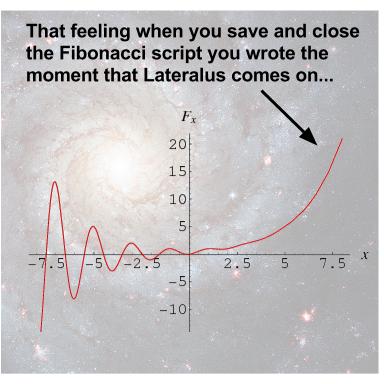 That feeling when you save and close
the Fibonacci script you wrote the
moment that Lateralus comes on...
Fx
20
15
10
5
-7.5 -5 -2.5 2.5 5 7.5 x
-5
-10